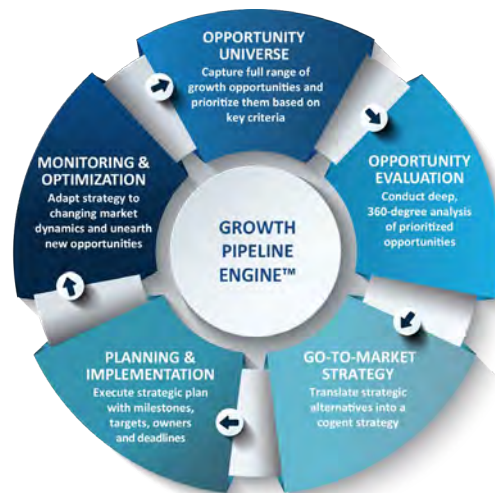 OPPORTUNITY
UNIVERSE
Capture full range of
growth opportunities and
prioritize them based on
key criteria
OPPORTUNITY
EVALUATION
Conduct deep,
360-degree analysis
of prioritized
opportunities
GO-TO-MARKET
STRATEGY
Translate strategic
alternatives into a
cogent strategy
PLANNING &
IMPLEMENTATION
Execute strategic plan
with milestones,
targets, owners
and deadlines
MONITORING &
OPTIMIZATION
Adapt strategy to
changing market
dynamics and unearth
new opportunities
GROWTH
PIPELINE
ENGINE™